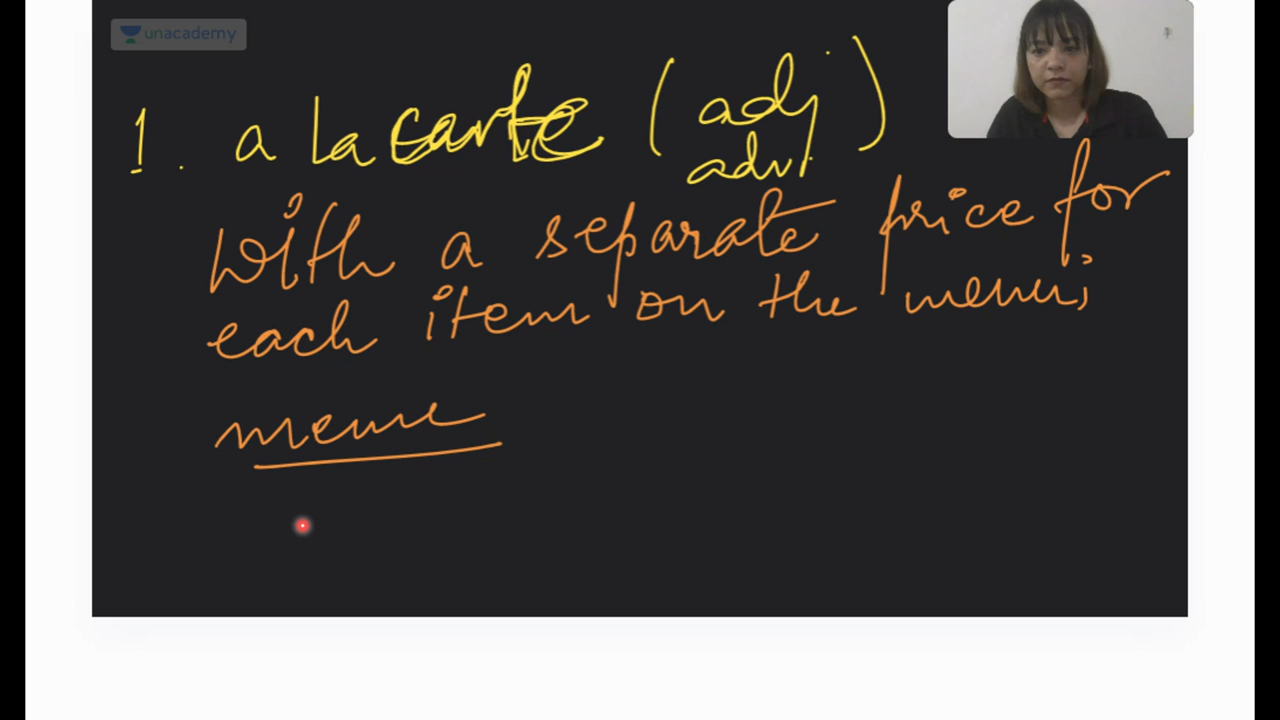 unacademy
1. a la carte (adj adv)
with a separate price for
each item on the menu;
menu